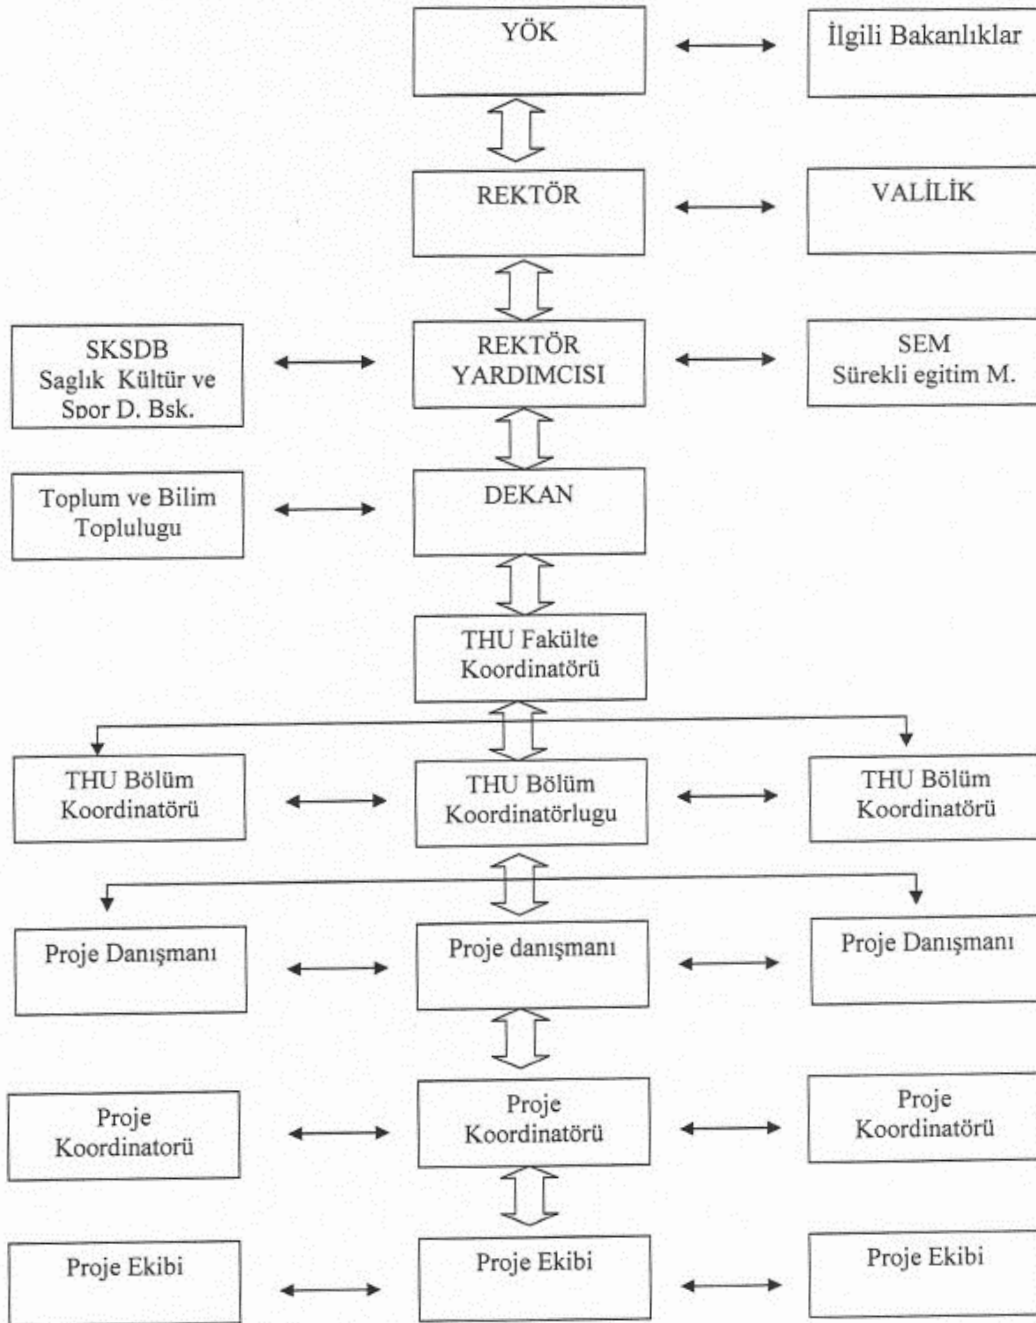 YÖK
İlgili Bakanlıklar
REKTÖR
VALİLİK
SKSDB
Saglık Kültür ve
Spor D. Bsk.
REKTÖR
YARDIMCISI
SEM
Sürekli egitim M.
Toplum ve Bilim
Toplulugu
DEKAN
THU Fakülte
Koordinatörü
THU Bölüm
Koordinatörü
THU Bölüm
Koordinatörlugu
THU Bölüm
Koordinatörü
Proje Danışmanı
Proje danışmanı
Proje Danışmanı
Proje
Koordinatorü
Proje
Koordinatörü
Proje
Koordinatörü
Proje Ekibi
Proje Ekibi
Proje Ekibi